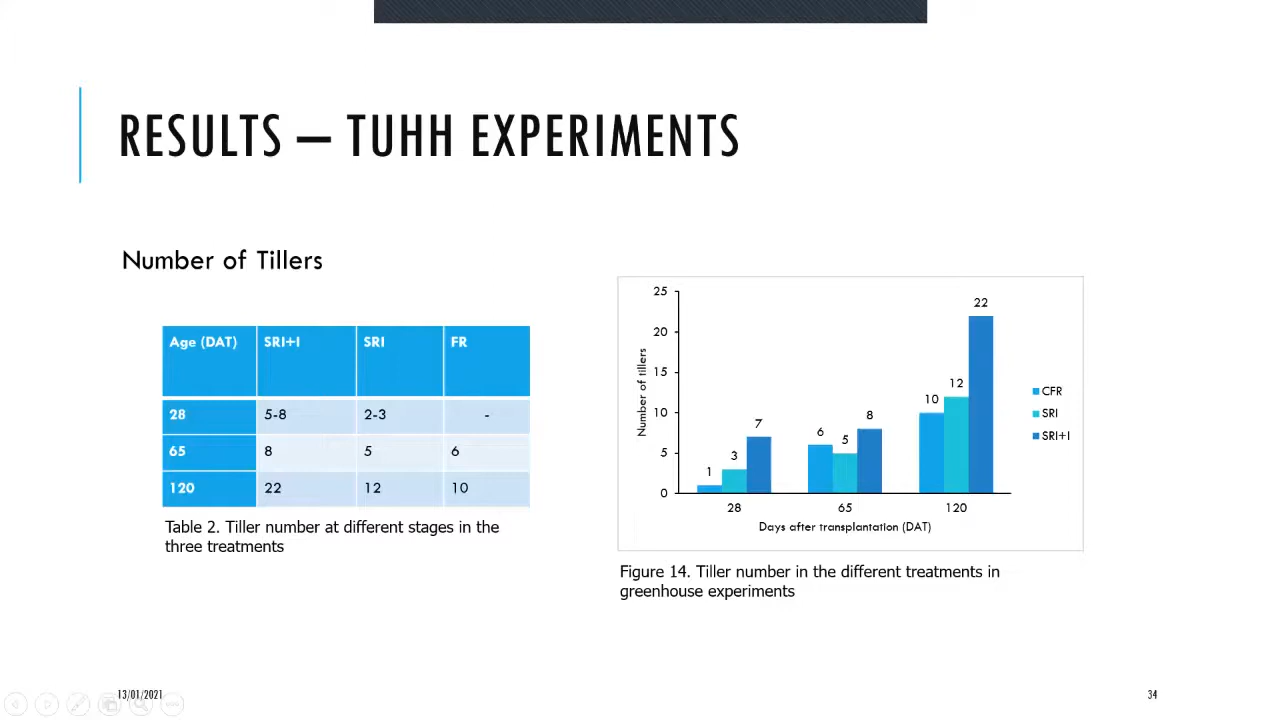 RESULTS – TUHH EXPERIMENTS
Number of Tillers
Age (DAT) SRI+I SRI FR
28 5-8 2-3 -
65 8 5 6
120 22 12 10
Table 2. Tiller number at different stages in the
three treatments
Number of tillers
25
20
15
10
5
0
1 3 7
6 5 8
10 12 22
28 65 120
Days after transplantation (DAT)
CFR
SRI
SRI+I
Figure 14. Tiller number in the different treatments in
greenhouse experiments
13/01/2021
34